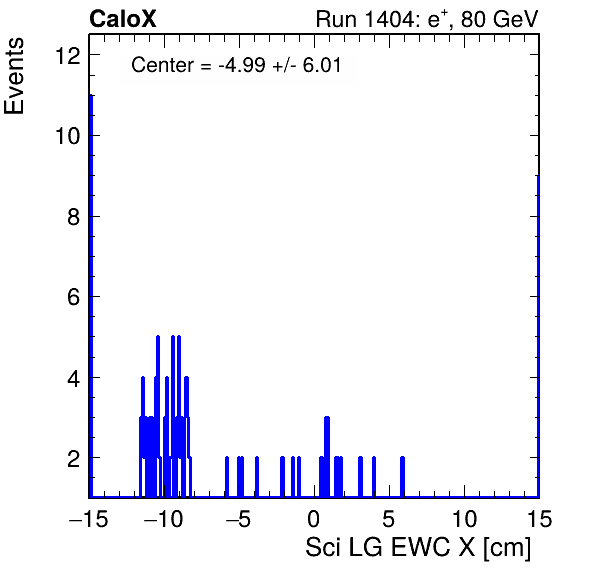 CaloX Run 1404: e⁺, 80 GeV
Center = -4.99 +/- 6.01
Events
12
10
8
6
4
2
−15 −10 −5 0 5 10 15
Sci LG EWC X [cm]